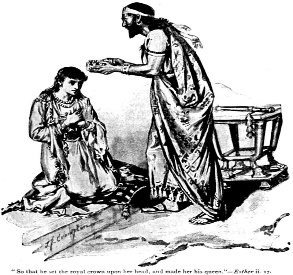 "So that he set the royal crown upon her head, and made her his queen."—Esther ii. 17.